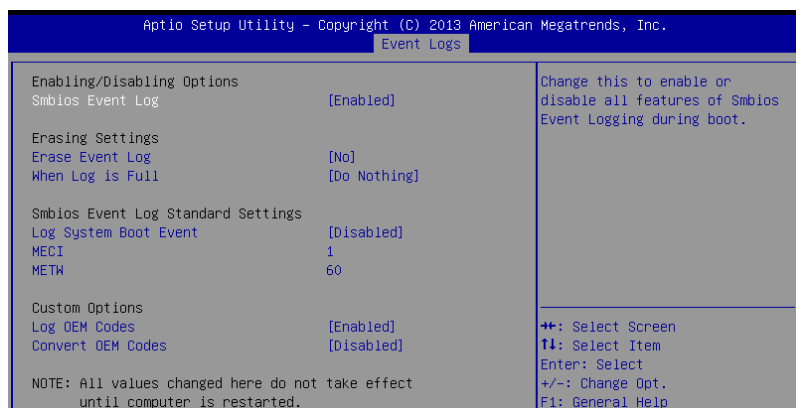 Aptio Setup Utility – Copyright (C) 2013 American Megatrends, Inc.
Event Logs
Enabling/Disabling Options
Smbios Event Log [Enabled]
Erasing Settings
Erase Event Log [No]
When Log is Full [Do Nothing]
Smbios Event Log Standard Settings
Log System Boot Event [Disabled]
MECI 1
METW 60
Custom Options
Log OEM Codes [Enabled]
Convert OEM Codes [Disabled]
NOTE: All values changed here do not take effect
until computer is restarted.
Change this to enable or
disable all features of Smbios
Event Logging during boot.
→←: Select Screen
↑↓: Select Item
Enter: Select
+/-: Change Opt.
F1: General Help